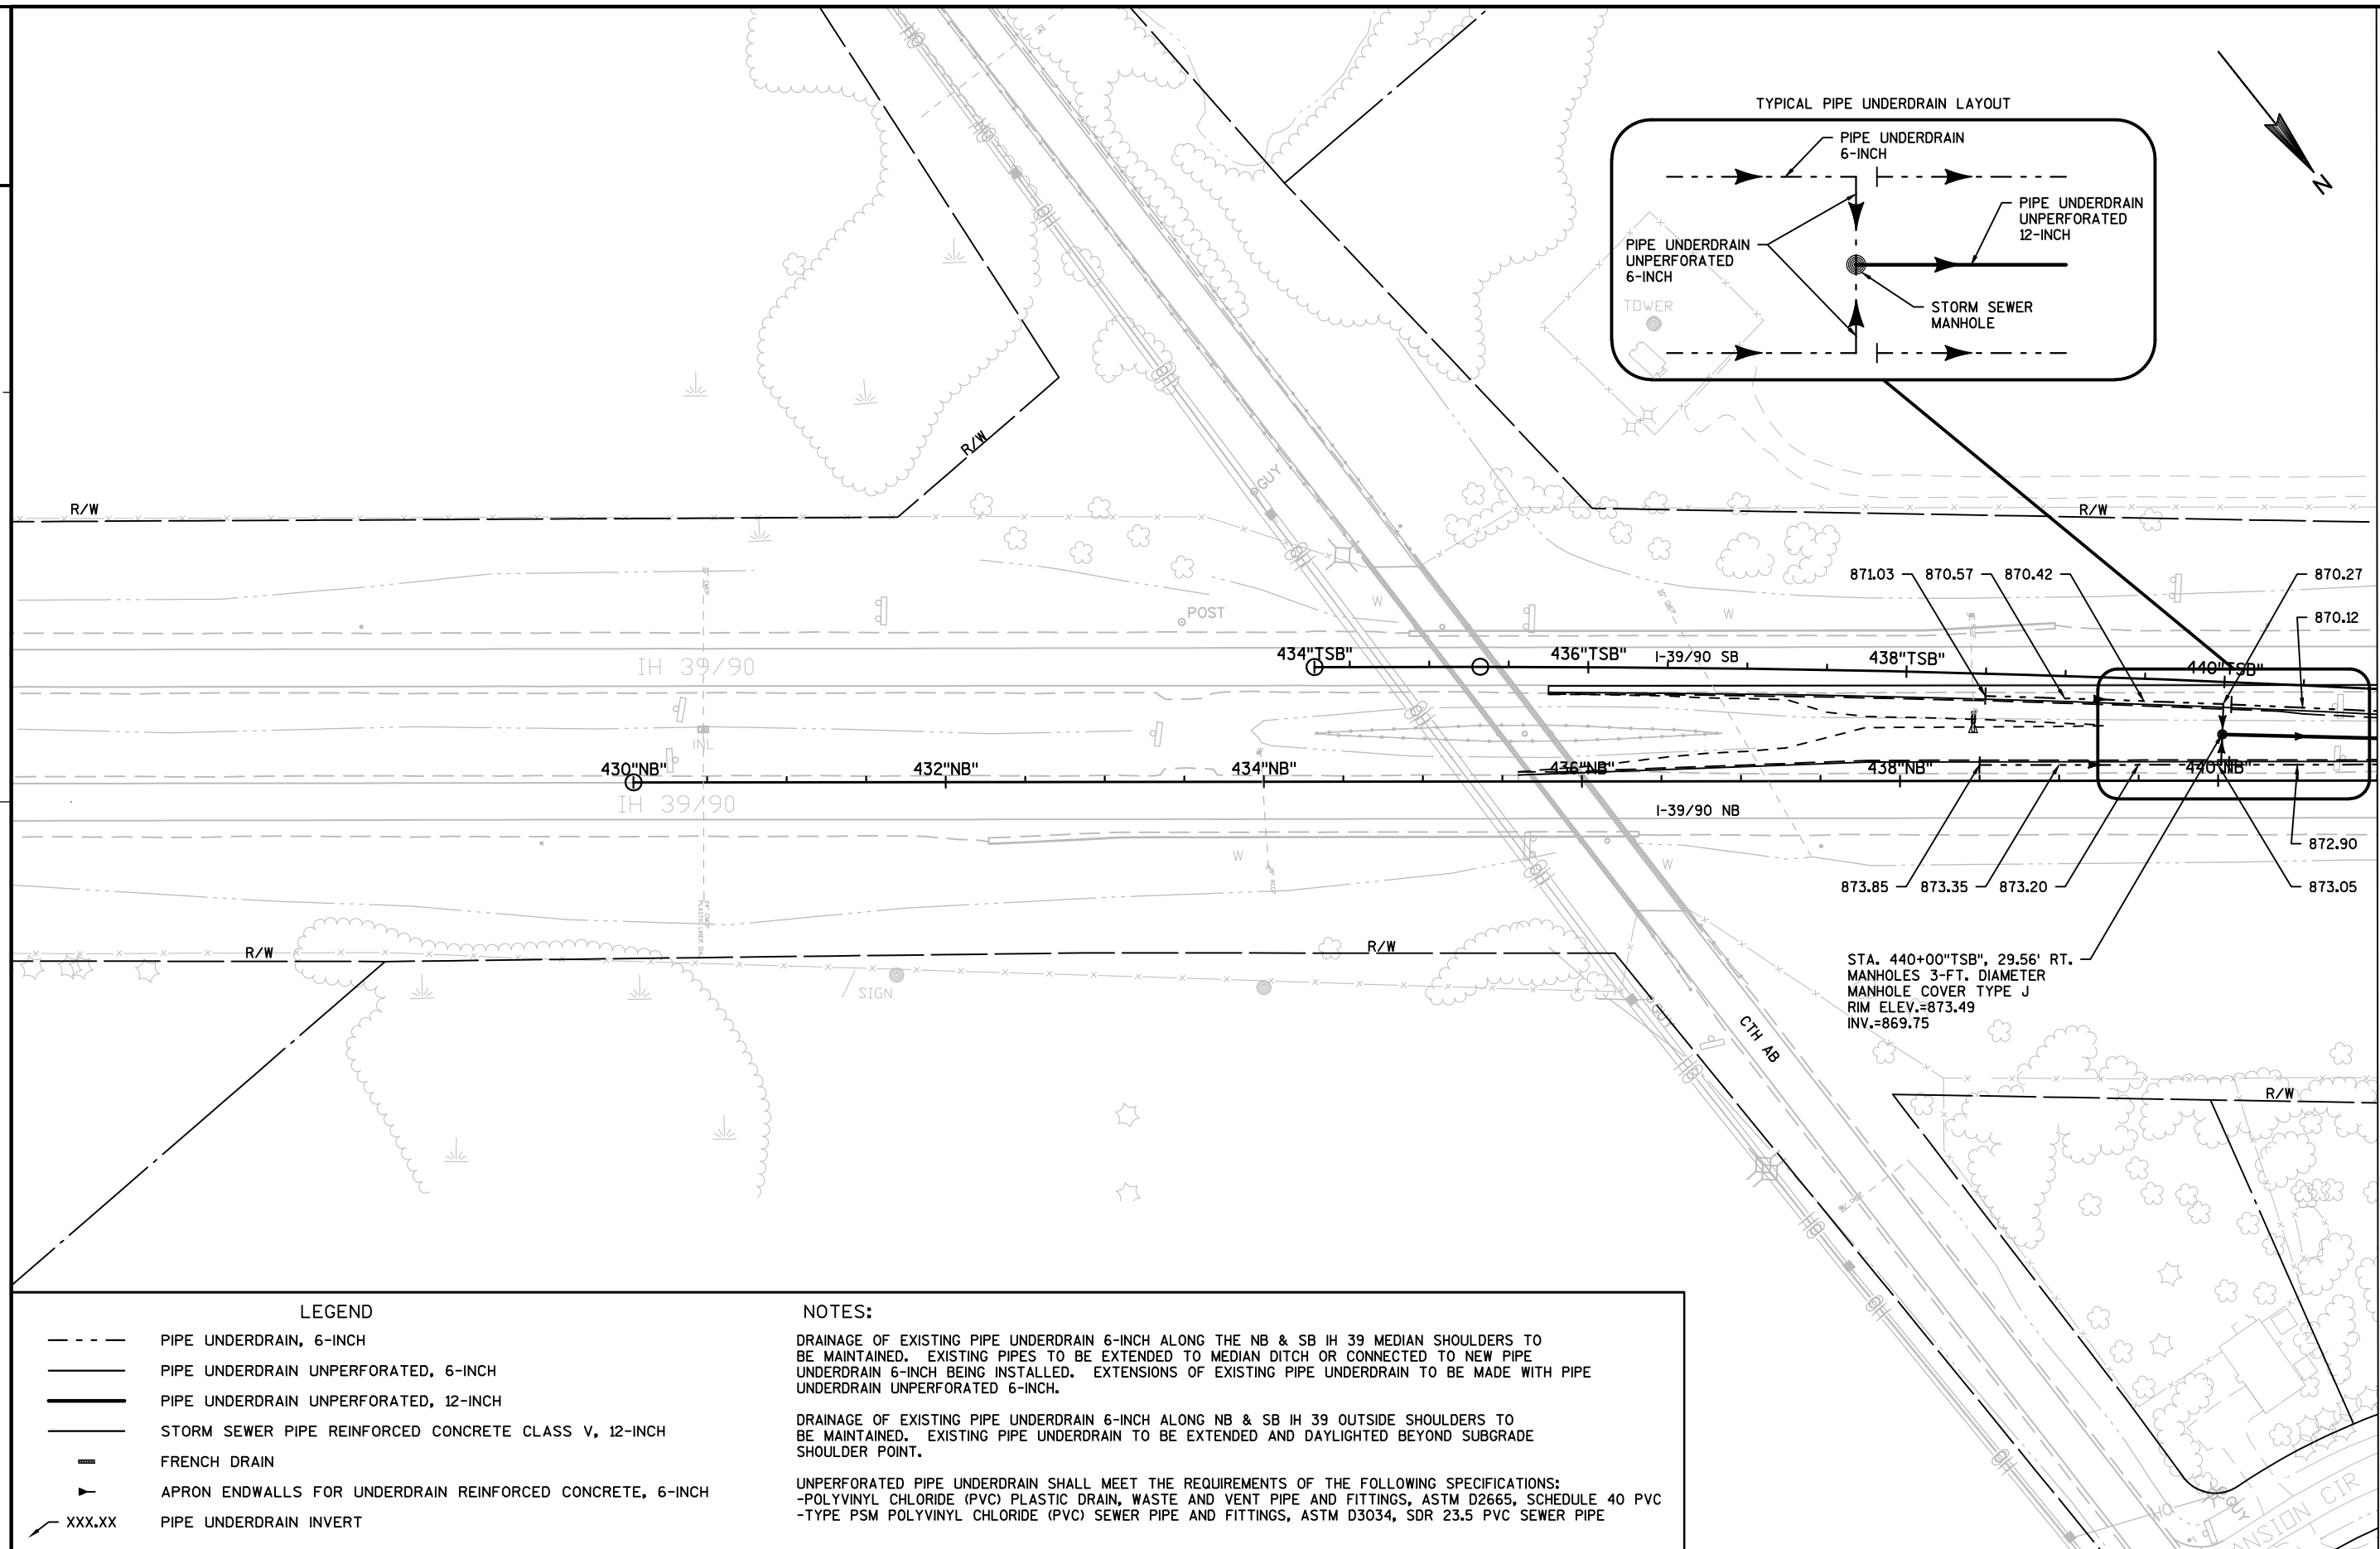 TYPICAL PIPE UNDERDRAIN LAYOUT
PIPE UNDERDRAIN
6-INCH
PIPE UNDERDRAIN
UNPERFORATED
12-INCH
PIPE UNDERDRAIN
UNPERFORATED
6-INCH
STORM SEWER
MANHOLE
N
TOWER
GUY
R/W
R/W
R/W
871.03
870.57
870.42
870.27
870.12
POST
W
W
IH 39/90
434"TSB"
436"TSB"
I-39/90 SB
438"TSB"
440"TSB"
INL
430"NB"
432"NB"
434"NB"
436"NB"
438"NB"
440"NB"
IH 39/90
I-39/90 NB
W
W
872.90
873.85
873.35
873.20
873.05
R/W
R/W
SIGN
GUY
CTH AB
STA. 440+00"TSB", 29.56' RT.
MANHOLES 3-FT. DIAMETER
MANHOLE COVER TYPE J
RIM ELEV.=873.49
INV.=869.75
R/W
HO
GUY
ANSION CIR
LEGEND
PIPE UNDERDRAIN, 6-INCH
PIPE UNDERDRAIN UNPERFORATED, 6-INCH
PIPE UNDERDRAIN UNPERFORATED, 12-INCH
STORM SEWER PIPE REINFORCED CONCRETE CLASS V, 12-INCH
FRENCH DRAIN
APRON ENDWALLS FOR UNDERDRAIN REINFORCED CONCRETE, 6-INCH
XXX.XX PIPE UNDERDRAIN INVERT
NOTES:
DRAINAGE OF EXISTING PIPE UNDERDRAIN 6-INCH ALONG THE NB & SB IH 39 MEDIAN SHOULDERS TO
BE MAINTAINED. EXISTING PIPES TO BE EXTENDED TO MEDIAN DITCH OR CONNECTED TO NEW PIPE
UNDERDRAIN 6-INCH BEING INSTALLED. EXTENSIONS OF EXISTING PIPE UNDERDRAIN TO BE MADE WITH PIPE
UNDERDRAIN UNPERFORATED 6-INCH.
DRAINAGE OF EXISTING PIPE UNDERDRAIN 6-INCH ALONG NB & SB IH 39 OUTSIDE SHOULDERS TO
BE MAINTAINED. EXISTING PIPE UNDERDRAIN TO BE EXTENDED AND DAYLIGHTED BEYOND SUBGRADE
SHOULDER POINT.
UNPERFORATED PIPE UNDERDRAIN SHALL MEET THE REQUIREMENTS OF THE FOLLOWING SPECIFICATIONS:
-POLYVINYL CHLORIDE (PVC) PLASTIC DRAIN, WASTE AND VENT PIPE AND FITTINGS, ASTM D2665, SCHEDULE 40 PVC
-TYPE PSM POLYVINYL CHLORIDE (PVC) SEWER PIPE AND FITTINGS, ASTM D3034, SDR 23.5 PVC SEWER PIPE